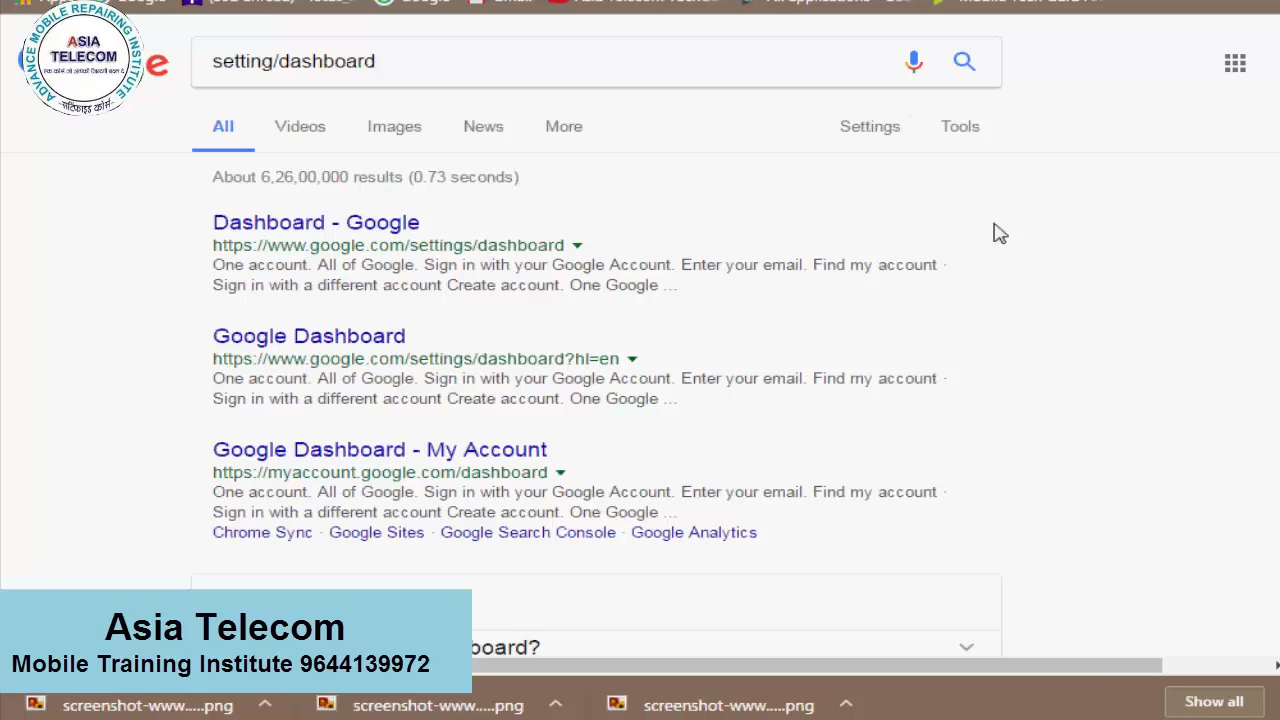 Google
ADVANCE MOBILE REPAIRING INSTITUTE
ASIA
TELECOM
सर्टिफाइड कोर्स
setting/dashboard
All Videos Images News More Settings Tools
About 6,26,00,000 results (0.73 seconds)
Dashboard - Google
https://www.google.com/settings/dashboard
One account. All of Google. Sign in with your Google Account. Enter your email. Find my account ·
Sign in with a different account Create account. One Google ...
Google Dashboard
https://www.google.com/settings/dashboard?hl=en
One account. All of Google. Sign in with your Google Account. Enter your email. Find my account ·
Sign in with a different account Create account. One Google ...
Google Dashboard - My Account
https://myaccount.google.com/dashboard
One account. All of Google. Sign in with your Google Account. Enter your email. Find my account ·
Sign in with a different account Create account. One Google ...
Chrome Sync · Google Sites · Google Search Console · Google Analytics
board?
Asia Telecom
Mobile Training Institute 9644139972
screenshot-www.....png screenshot-www.....png screenshot-www.....png Show all